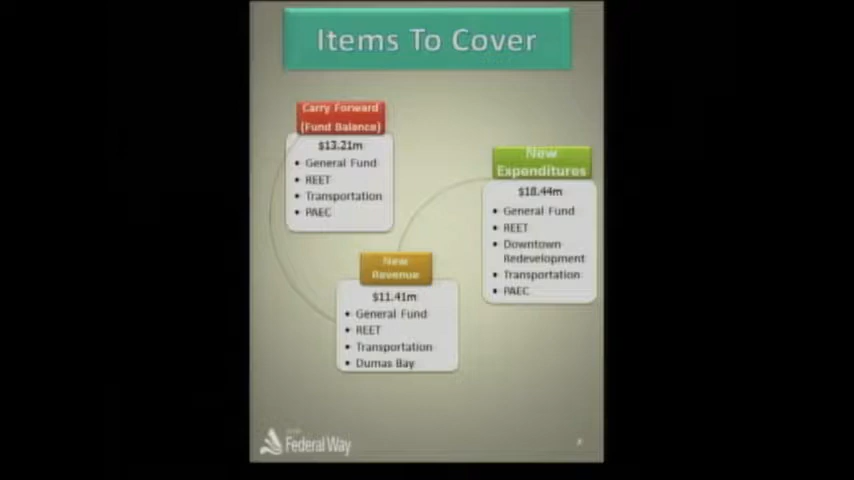 Items To Cover
Carry Forward
(Fund Balance)
$13.21m
• General Fund
• REET
• Transportation
• PAEC
New
Revenue
$11.41m
• General Fund
• REET
• Transportation
• Dumas Bay
New
Expenditures
$18.44m
• General Fund
• REET
• Downtown
Redevelopment
• Transportation
• PAEC
Federal Way